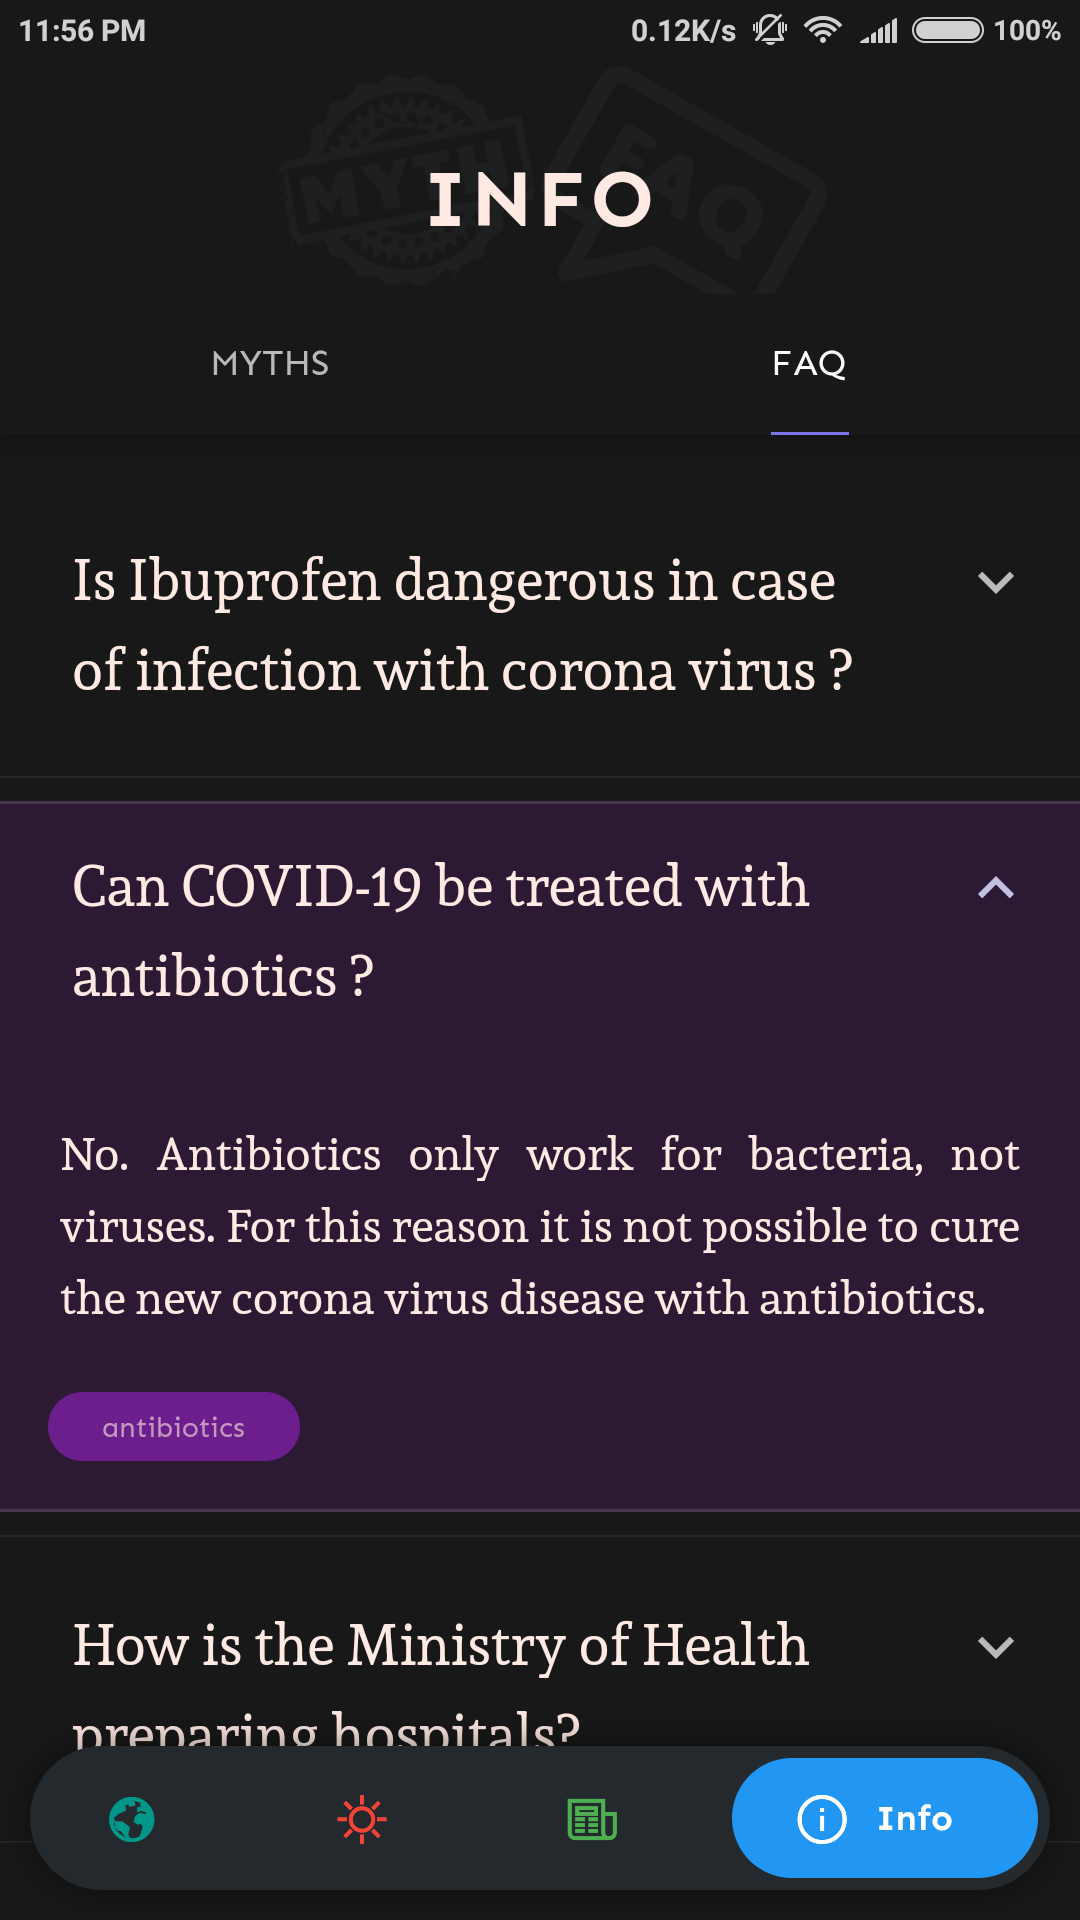 11:56 PM
0.12K/s
100%
MYTH
FAQ
INFO
MYTHS
FAQ
Is Ibuprofen dangerous in case
of infection with corona virus ?
Can COVID-19 be treated with
antibiotics ?
No. Antibiotics only work for bacteria, not
viruses. For this reason it is not possible to cure
the new corona virus disease with antibiotics.
antibiotics
How is the Ministry of Health
preparing hospitals?
Info